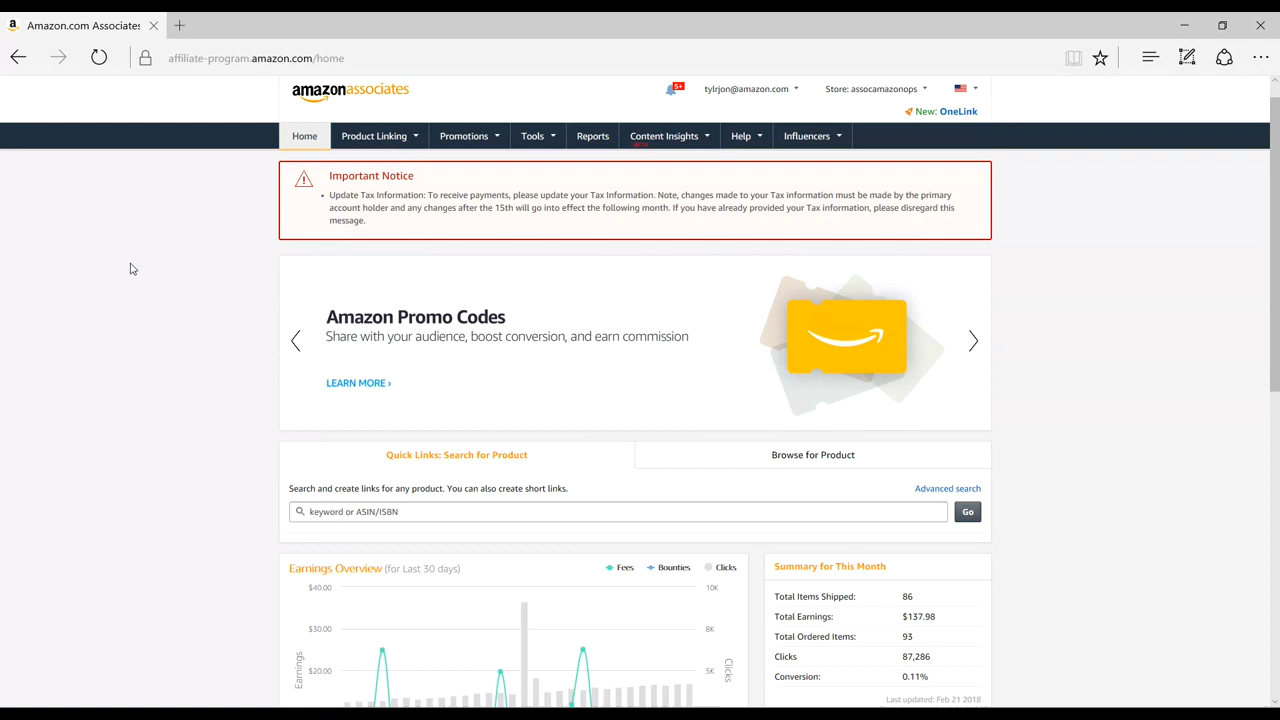 Amazon.com Associates
affiliate-program.amazon.com/home
amazonassociates
5+
tylrjon@amazon.com
Store: assocamazonops
New: OneLink
Home Product Linking Promotions Tools Reports Content Insights Help Influencers
BETA
Important Notice
• Update Tax Information: To receive payments, please update your Tax Information. Note, changes made to your Tax information must be made by the primary
account holder and any changes after the 15th will go into effect the following month. If you have already provided your Tax information, please disregard this
message.
Amazon Promo Codes
Share with your audience, boost conversion, and earn commission
LEARN MORE ›
Quick Links: Search for Product
Browse for Product
Search and create links for any product. You can also create short links.
Advanced search
keyword or ASIN/ISBN
Go
Earnings Overview (for Last 30 days)
Fees Bounties Clicks
$40.00
$30.00
$20.00
Earnings
10K
8K
5K
Clicks
Summary for This Month
Total Items Shipped: 86
Total Earnings: $137.98
Total Ordered Items: 93
Clicks 87,286
Conversion: 0.11%
Last updated: Feb 21 2018